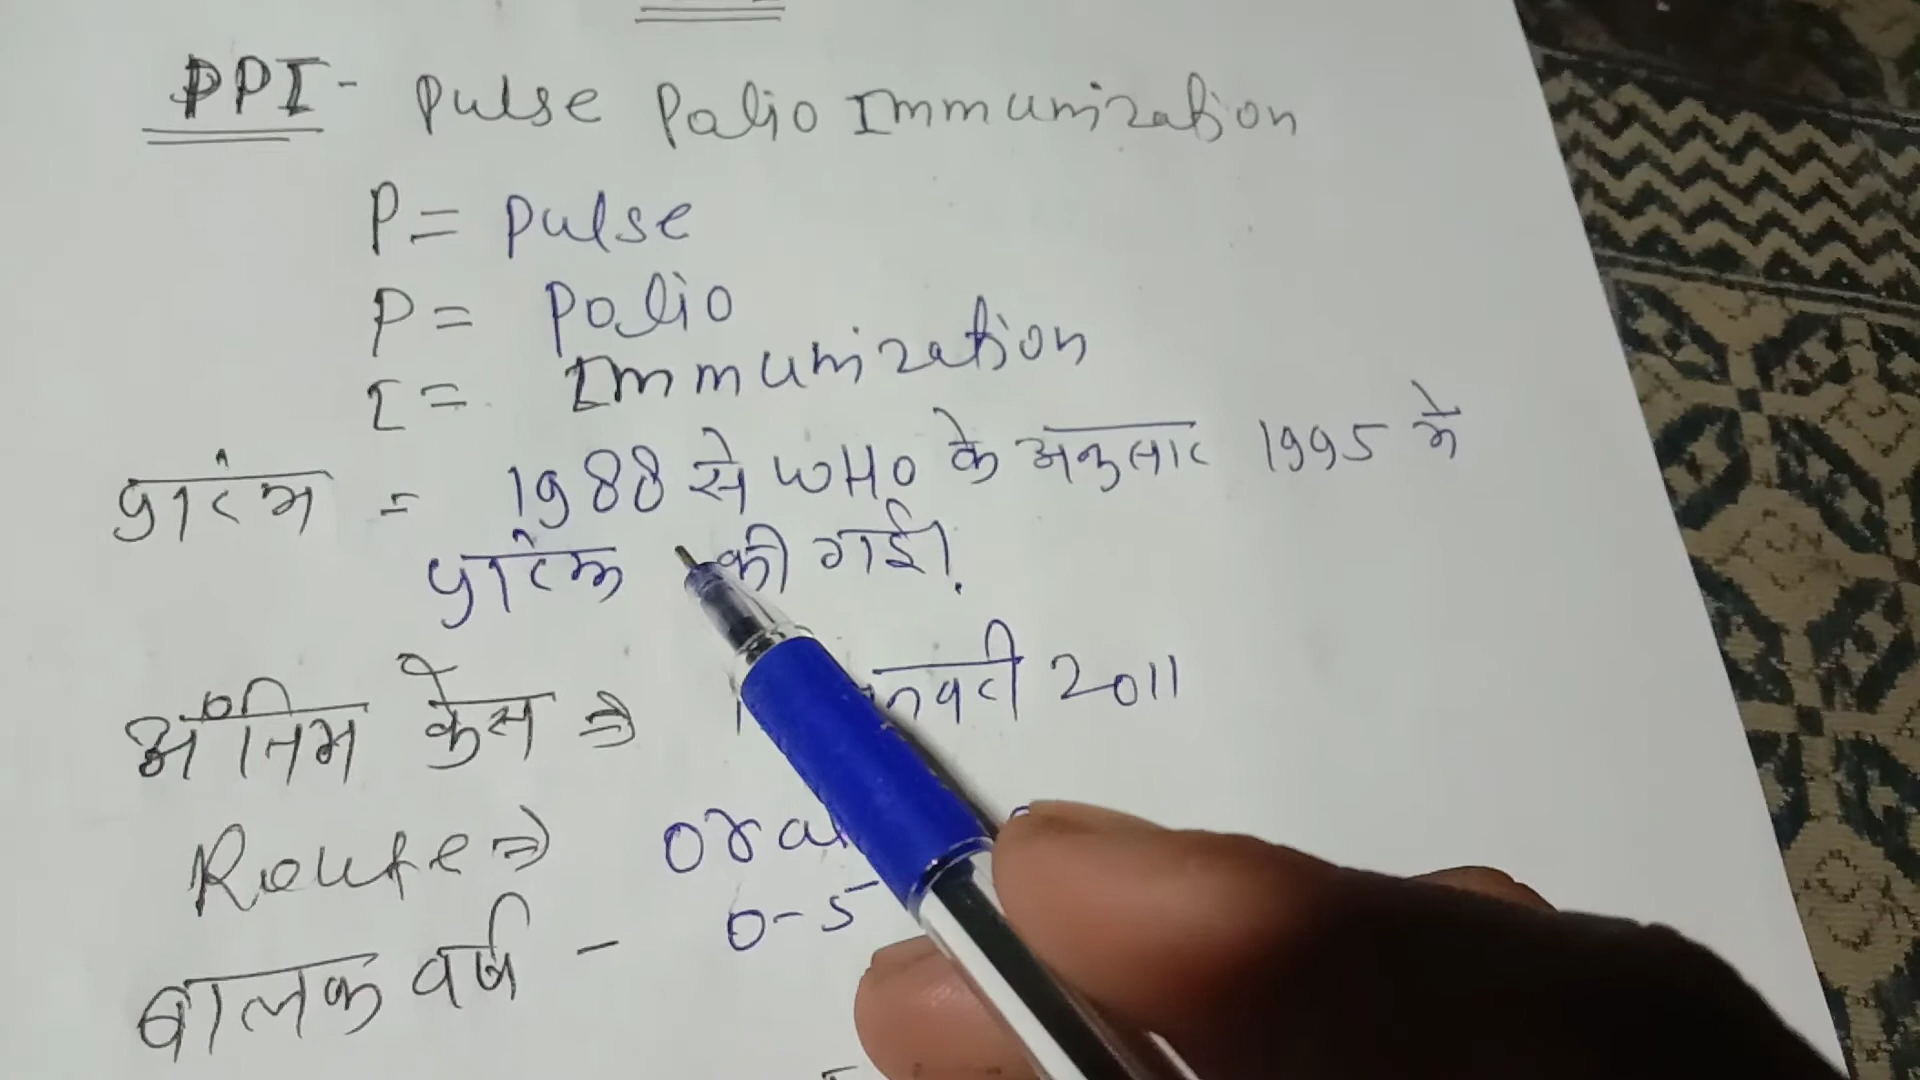 PPI - Pulse Polio Immunization
P = Pulse
P = Polio
I = Immunization
प्रारंभ = 1988 से WHO के अनुसार 1995 मे
प्रारंभ की गई।
अंतिम केस ⇒ 2011
Route ⇒ oral
बालक वर्ष - 0-5